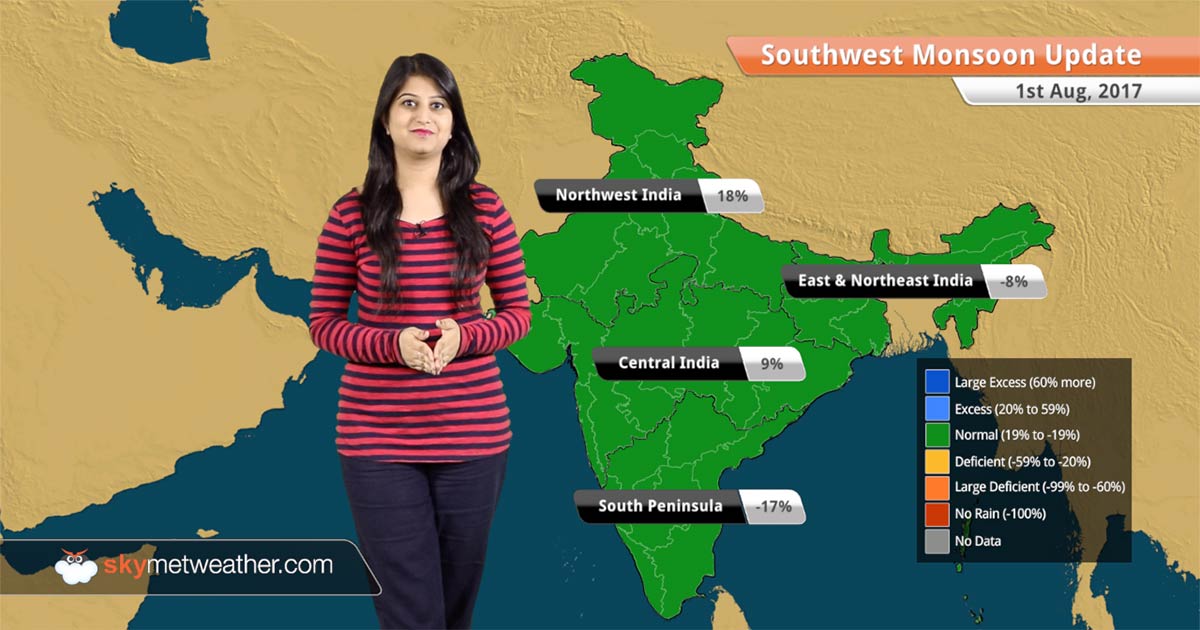 Southwest Monsoon Update
1st Aug, 2017
Northwest India 18%
East & Northeast India -8%
Central India 9%
South Peninsula -17%
Large Excess (60% more)
Excess (20% to 59%)
Normal (19% to -19%)
Deficient (-59% to -20%)
Large Deficient (-99% to -60%)
No Rain (-100%)
No Data
skymetweather.com